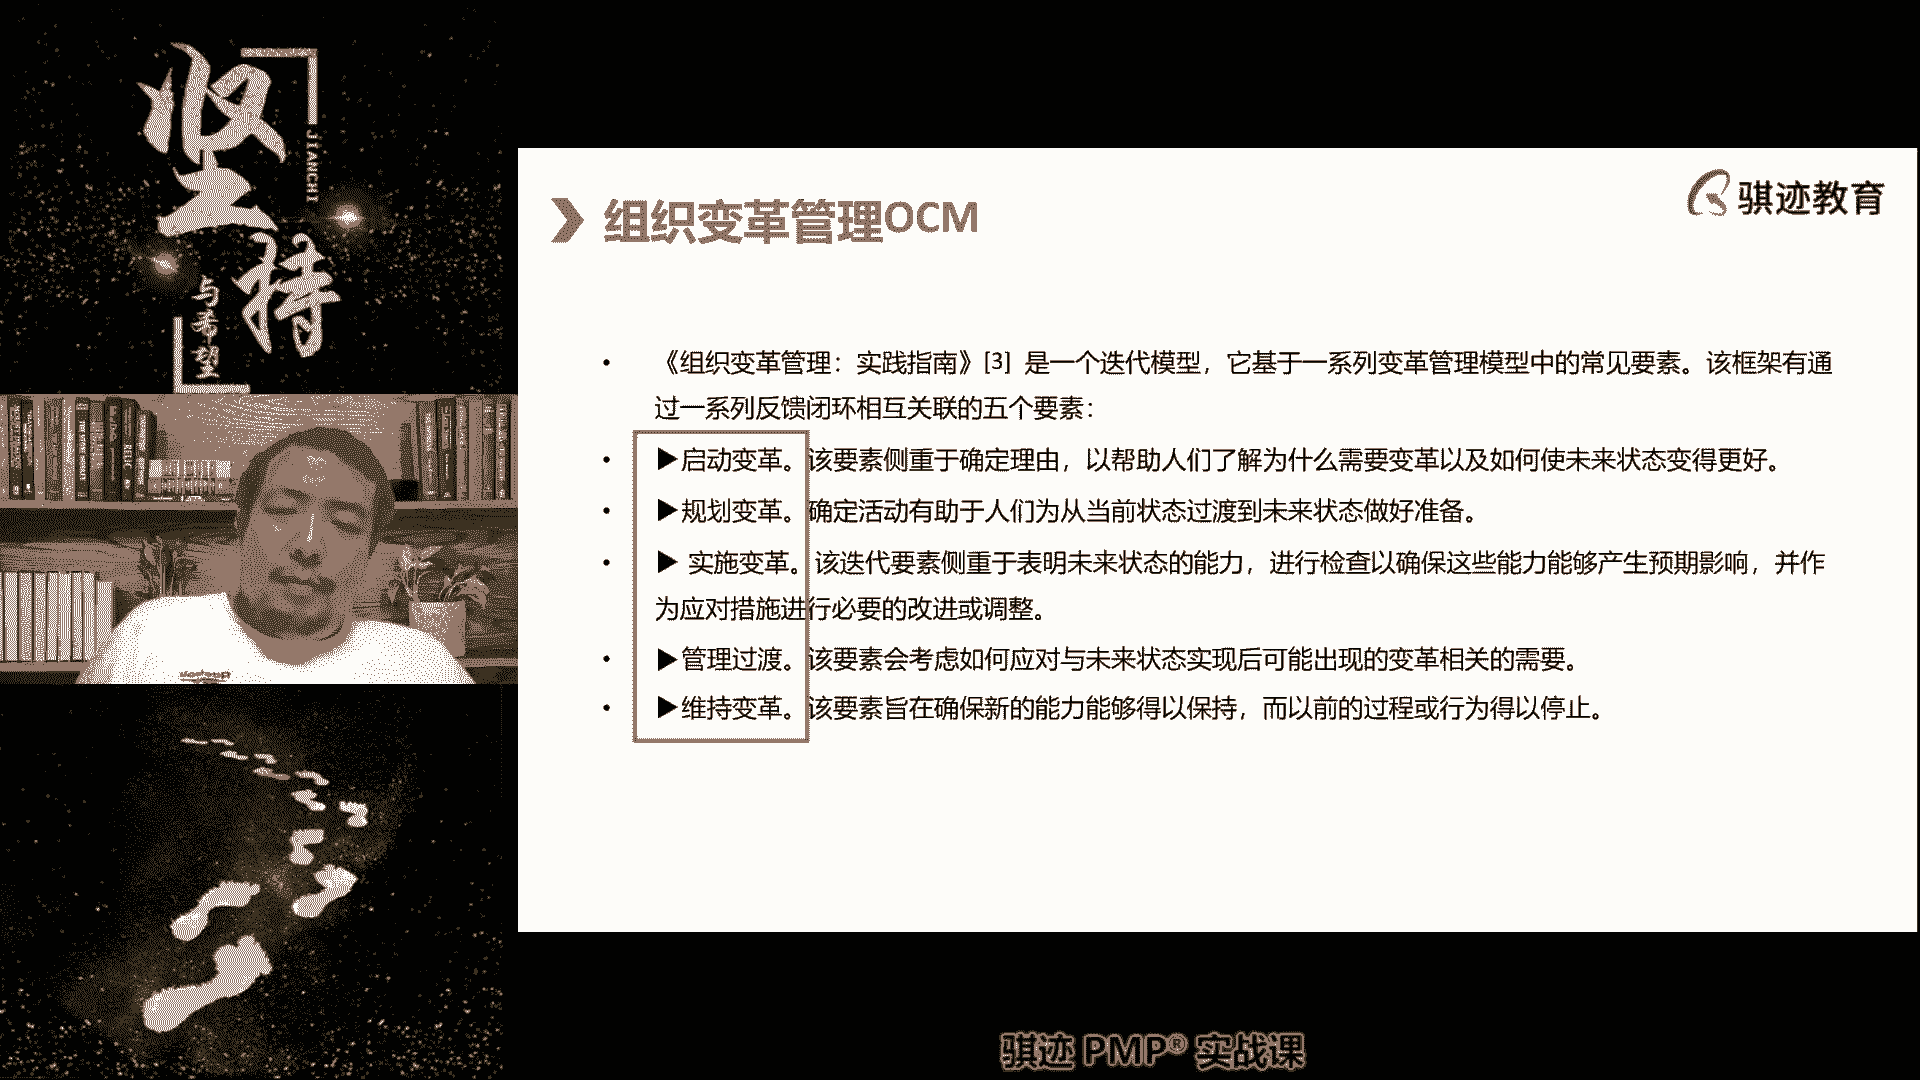 坚持
JIANCHI
与希望
骐迹教育
组织变革管理OCM
• 《组织变革管理：实践指南》[3] 是一个迭代模型，它基于一系列变革管理模型中的常见要素。该框架有通
过一系列反馈闭环相互关联的五个要素：
• ▶启动变革。该要素侧重于确定理由，以帮助人们了解为什么需要变革以及如何使未来状态变得更好。
• ▶规划变革。确定活动有助于人们为从当前状态过渡到未来状态做好准备。
• ▶ 实施变革。该迭代要素侧重于表明未来状态的能力，进行检查以确保这些能力能够产生预期影响，并作
为应对措施进行必要的改进或调整。
• ▶管理过渡。该要素会考虑如何应对与未来状态实现后可能出现的变革相关的需要。
• ▶维持变革。该要素旨在确保新的能力能够得以保持，而以前的过程或行为得以停止。
骐迹 PMP® 实战课